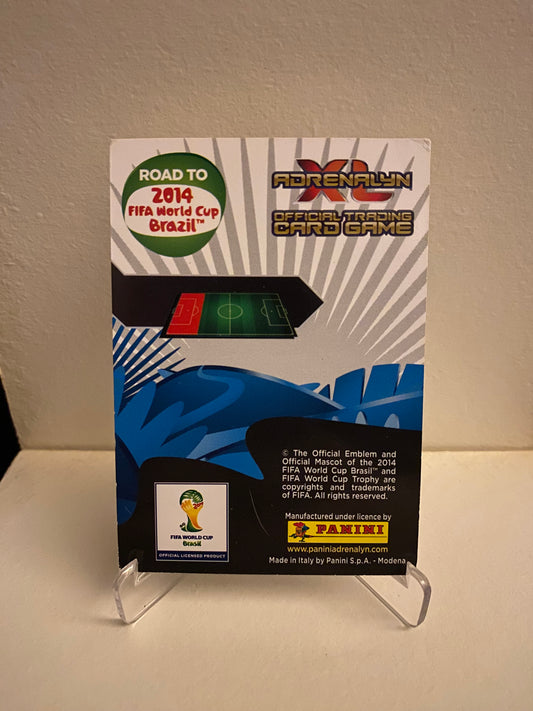 ROAD TO
2014
FIFA World Cup
Brazil™
ADRENALYN
XL
OFFICIAL TRADING
CARD GAME
© The Official Emblem and
Official Mascot of the 2014
FIFA World Cup Brasil™ and
FIFA World Cup Trophy are
copyrights and trademarks
of FIFA. All rights reserved.
Manufactured under licence by
PANINI
www.paniniadrenalyn.com
Made in Italy by Panini S.p.A. - Modena
FIFA WORLD CUP
Brasil
OFFICIAL LICENSED PRODUCT